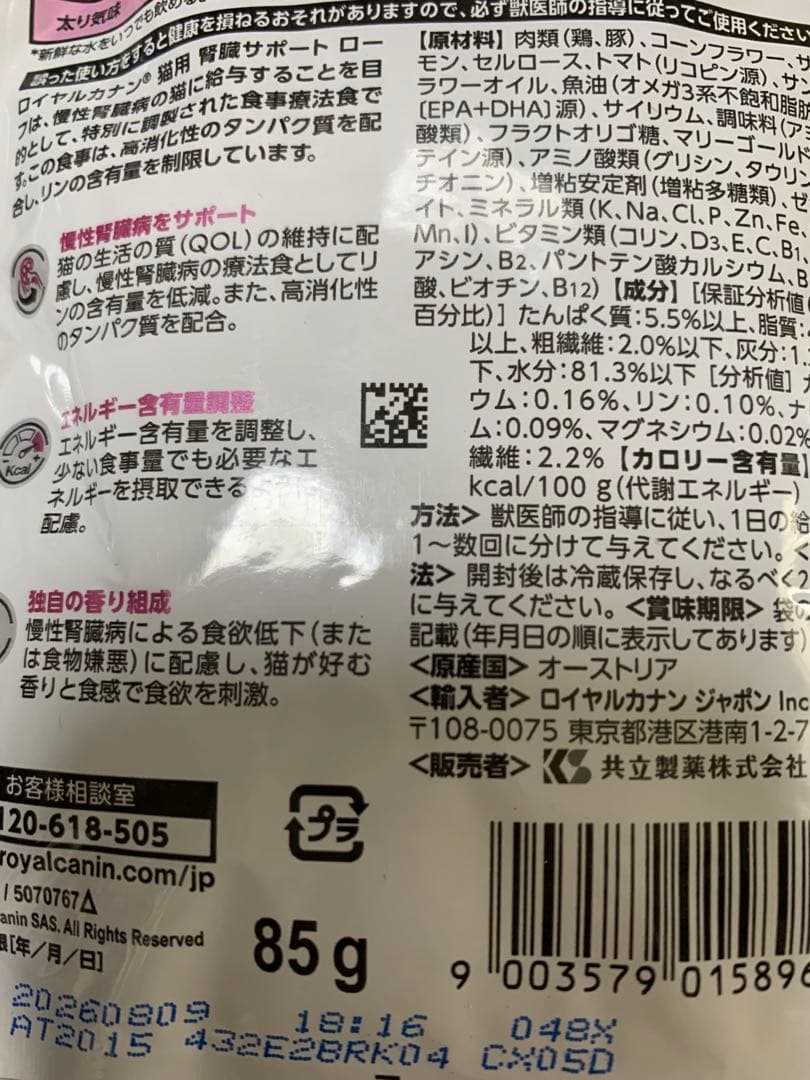 太り気味
*新鮮な水をいつでも飲める
誤った使い方をすると健康を損ねるおそれがありますので、必ず獣医師の指導に従ってご使用ください
ロイヤルカナン® 猫用 腎臓サポート ロー
フは、慢性腎臓病の猫に給与することを目
的として、特別に調製された食事療法食で
す。この食事は、高消化性のタンパク質を配
合し、リンの含有量を制限しています。
慢性腎臓病をサポート
猫の生活の質(QOL)の維持に配
慮し、慢性腎臓病の療法食としてリ
ンの含有量を低減。また、高消化性
のタンパク質を配合。
Kcal
エネルギー含有量調整
エネルギー含有量を調整し、
少ない食事量でも必要なエ
ネルギーを摂取できる
配慮。
独自の香り組成
慢性腎臓病による食欲低下(また
は食物嫌悪)に配慮し、猫が好む
香りと食感で食欲を刺激。
お客様相談室
120-618-505
royalcanin.com/jp
/ 5070767
anin SAS. All Rights Reserved
限[年/月/日]
【原材料】肉類(鶏、豚)、コーンフラワー、サ
モン、セルロース、トマト(リコピン源)、サン
ラワーオイル、魚油(オメガ3系不飽和脂肪
〔EPA+DHA〕源)、サイリウム、調味料(ア
酸類)、フラクトオリゴ糖、マリーゴールド
テイン源)、アミノ酸類(グリシン、タウリン
チオニン)、増粘安定剤(増粘多糖類)、ゼ
イト、ミネラル類(K、Na、Cl、P、Zn、Fe、
Mn、I)、ビタミン類(コリン、D3、E、C、B1、
アシン、B2、パントテン酸カルシウム、B
酸、ビオチン、B12)【成分】[保証分析値
百分比)] たんぱく質:5.5%以上、脂質:
以上、粗繊維:2.0%以下、灰分:1.
下、水分:81.3%以下 [分析値] カ
ウム:0.16%、リン:0.10%、ナ
ム:0.09%、マグネシウム:0.02%
繊維:2.2%【カロリー含有量】
kcal/100 g(代謝エネルギー)
方法> 獣医師の指導に従い、1日の給
1～数回に分けて与えてください。<
法> 開封後は冷蔵保存し、なるべく2
に与えてください。<賞味期限> 袋の
記載(年月日の順に表示してあります)
<原産国> オーストリア
<輸入者> ロイヤルカナン ジャポン Inc
〒108-0075 東京都港区港南1-2-7
<販売者> KS 共立製薬株式会社
プラ
85 g
9 003579 015896
20260809 18:16 048X
AT2015 432E2BRK04 CX05D